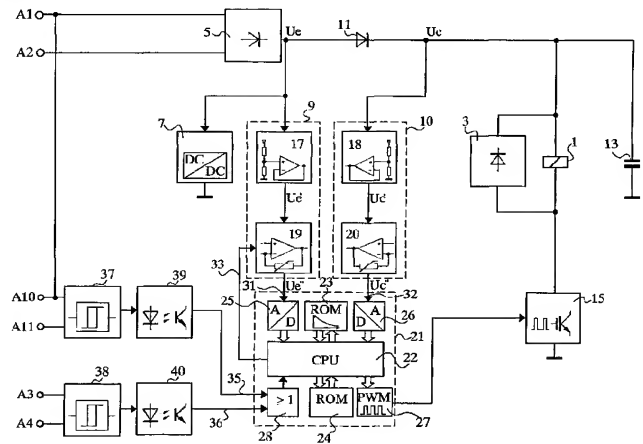 A1
5
Ue
11
Uc
A2
9
10
3
7
17
18
1
13
DC
DC
Ue'
Uc'
19
20
33
31
Ue"
23
Uc"
32
15
A10
37
39
25
A
D
ROM
A
D
26
21
A11
CPU
22
A3
38
40
35
≥1
ROM
PWM
A4
36
28
24
27